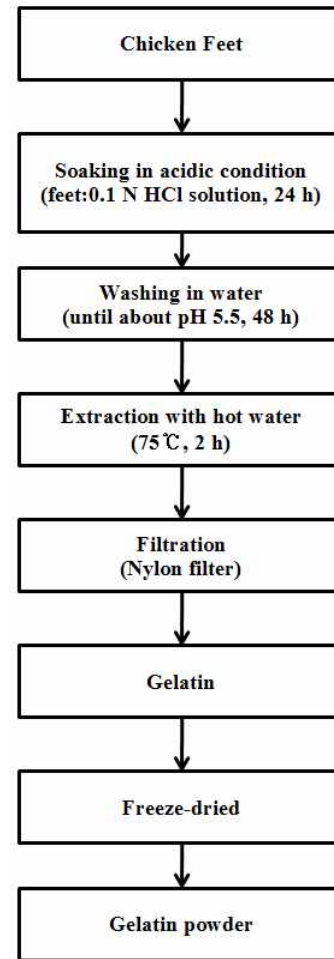 Chicken Feet
Soaking in acidic condition
(feet:0.1 N HCl solution, 24 h)
Washing in water
(until about pH 5.5, 48 h)
Extraction with hot water
(75℃, 2 h)
Filtration
(Nylon filter)
Gelatin
Freeze-dried
Gelatin powder